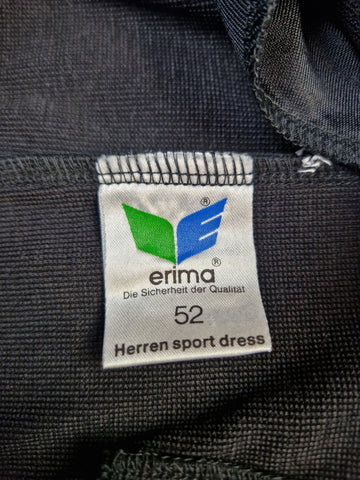 ®
erima®
Die Sicherheit der Qualität
52
Herren sport dress